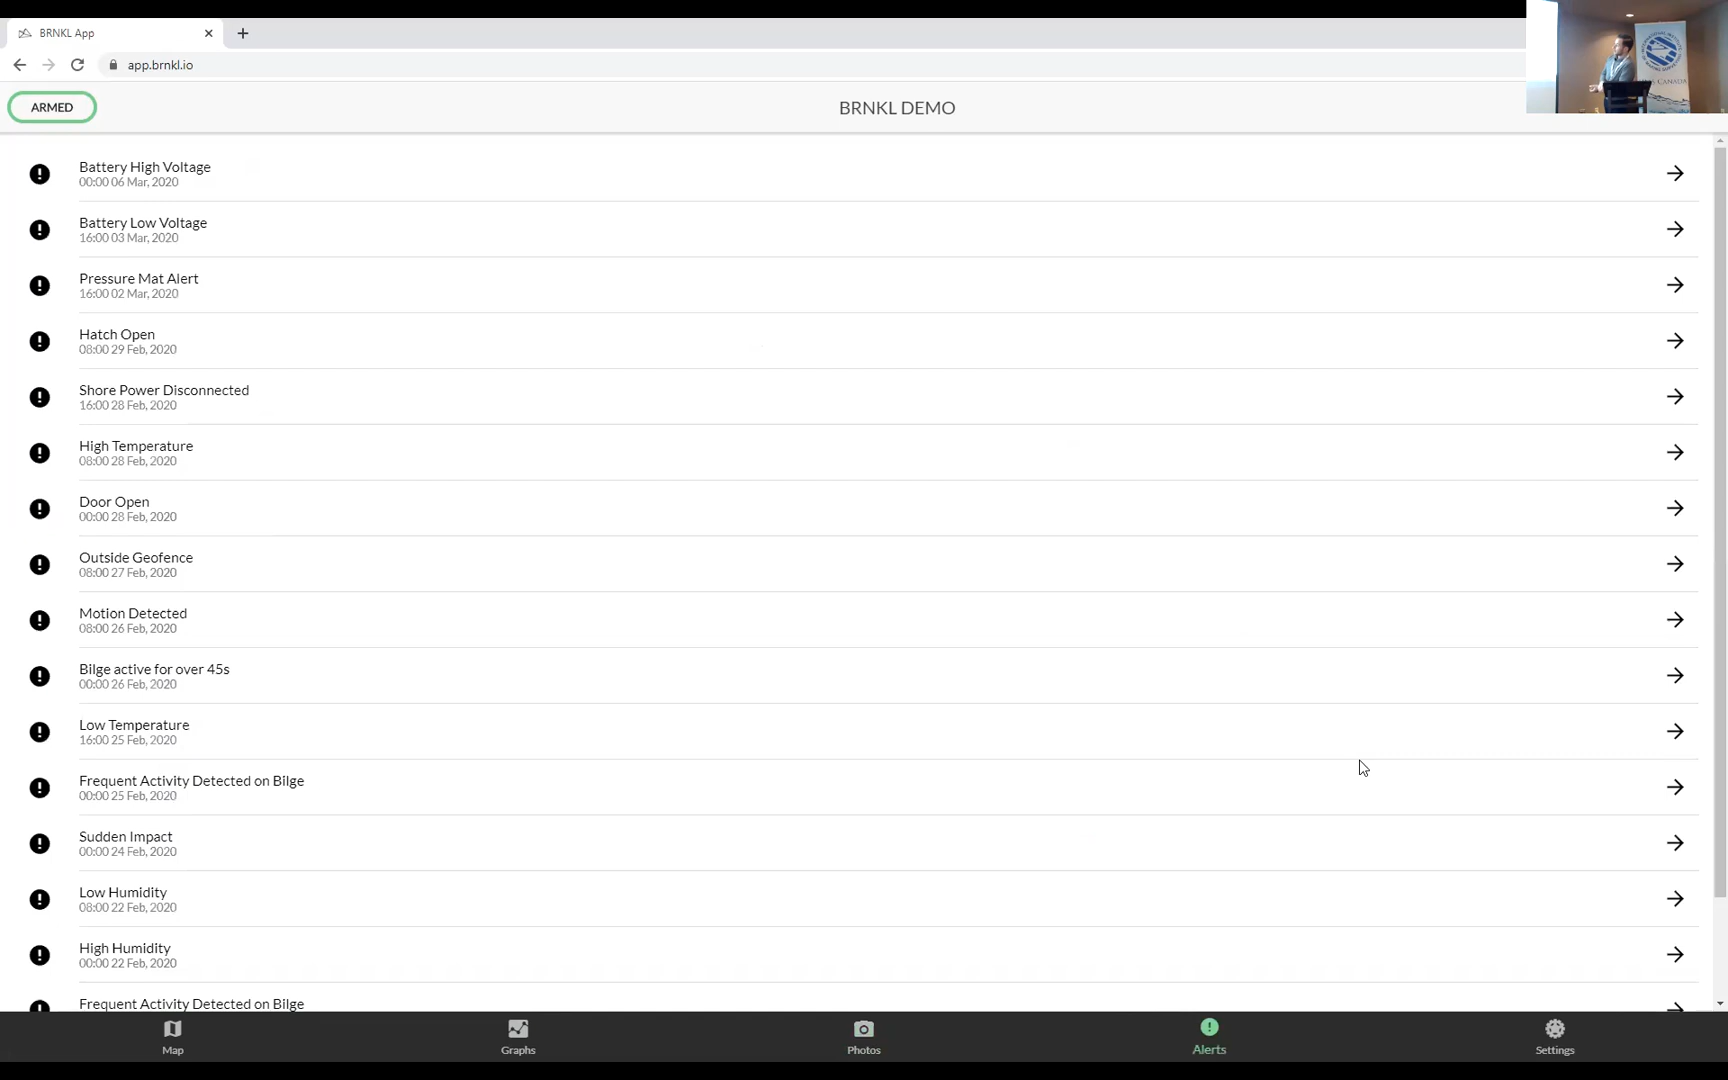 BRNKL App
app.brnkl.io
ARMED
BRNKL DEMO
Battery High Voltage
00:00 06 Mar, 2020
Battery Low Voltage
16:00 03 Mar, 2020
Pressure Mat Alert
16:00 02 Mar, 2020
Hatch Open
08:00 29 Feb, 2020
Shore Power Disconnected
16:00 28 Feb, 2020
High Temperature
08:00 28 Feb, 2020
Door Open
00:00 28 Feb, 2020
Outside Geofence
08:00 27 Feb, 2020
Motion Detected
08:00 26 Feb, 2020
Bilge active for over 45s
00:00 26 Feb, 2020
Low Temperature
16:00 25 Feb, 2020
Frequent Activity Detected on Bilge
00:00 25 Feb, 2020
Sudden Impact
00:00 24 Feb, 2020
Low Humidity
08:00 22 Feb, 2020
High Humidity
00:00 22 Feb, 2020
Frequent Activity Detected on Bilge
Map
Graphs
Photos
Alerts
Settings
CANADA